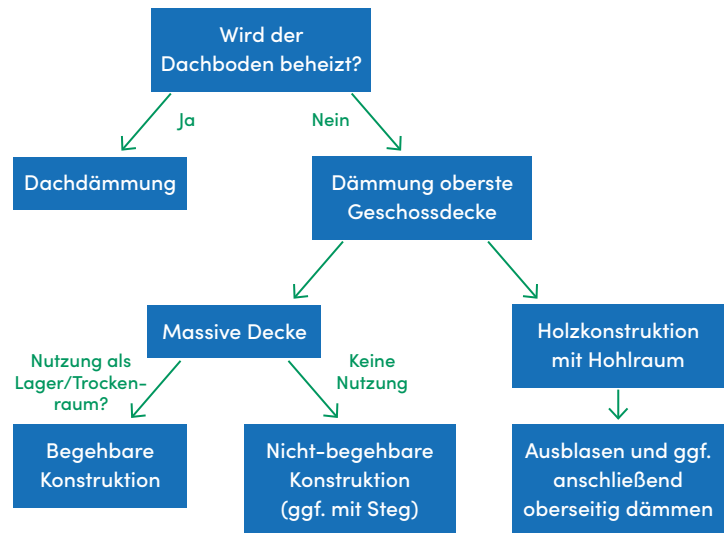 Wird der
Dachboden beheizt?
Ja
Nein
Dachdämmung
Dämmung oberste
Geschossdecke
Massive Decke
Holzkonstruktion
mit Hohlraum
Nutzung als
Lager/Trocken-
raum?
Keine
Nutzung
Begehbare
Konstruktion
Nicht-begehbare
Konstruktion
(ggf. mit Steg)
Ausblasen und ggf.
anschließend
oberseitig dämmen